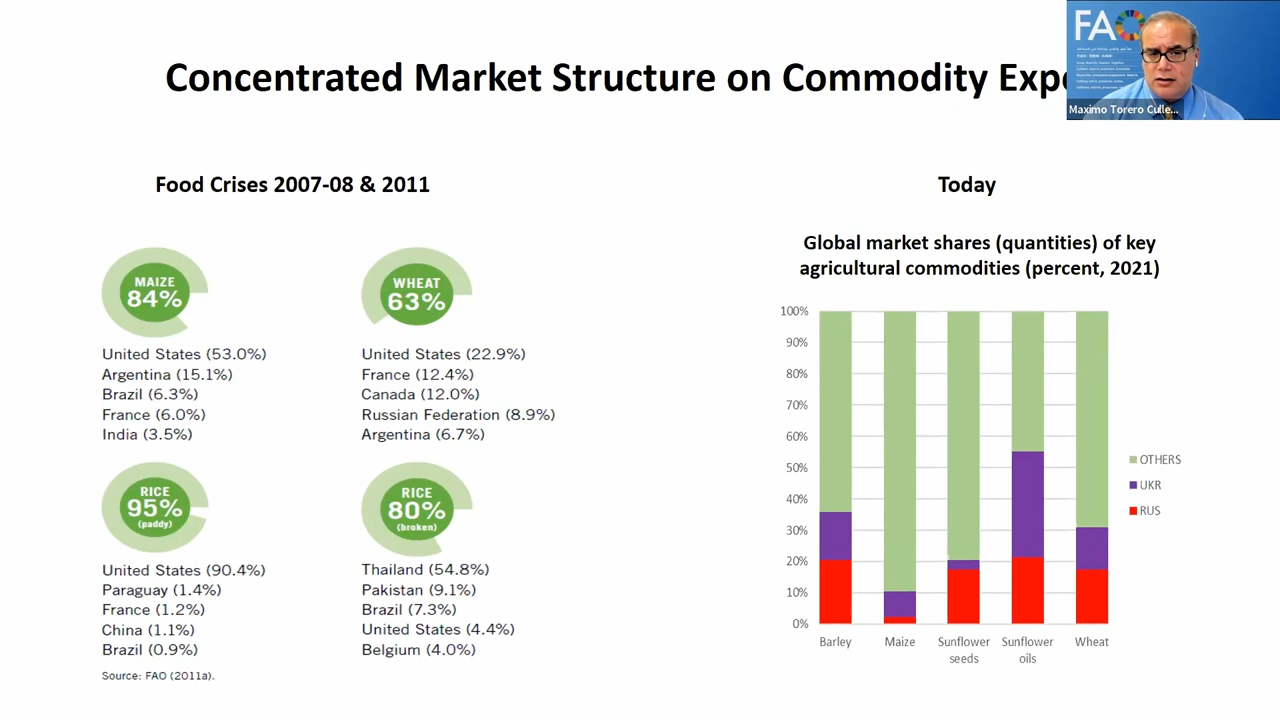 Concentrated Market Structure on Commodity Exp
FAO
Maximo Torero Culle...
Food Crises 2007-08 & 2011
MAIZE
84%
United States (53.0%)
Argentina (15.1%)
Brazil (6.3%)
France (6.0%)
India (3.5%)
WHEAT
63%
United States (22.9%)
France (12.4%)
Canada (12.0%)
Russian Federation (8.9%)
Argentina (6.7%)
RICE
95%
(paddy)
United States (90.4%)
Paraguay (1.4%)
France (1.2%)
China (1.1%)
Brazil (0.9%)
RICE
80%
(broken)
Thailand (54.8%)
Pakistan (9.1%)
Brazil (7.3%)
United States (4.4%)
Belgium (4.0%)
Source: FAO (2011a).
Today
Global market shares (quantities) of key
agricultural commodities (percent, 2021)
100%
90%
80%
70%
60%
50%
40%
30%
20%
10%
0%
Barley
Maize
Sunflower
seeds
Sunflower
oils
Wheat
OTHERS
UKR
RUS